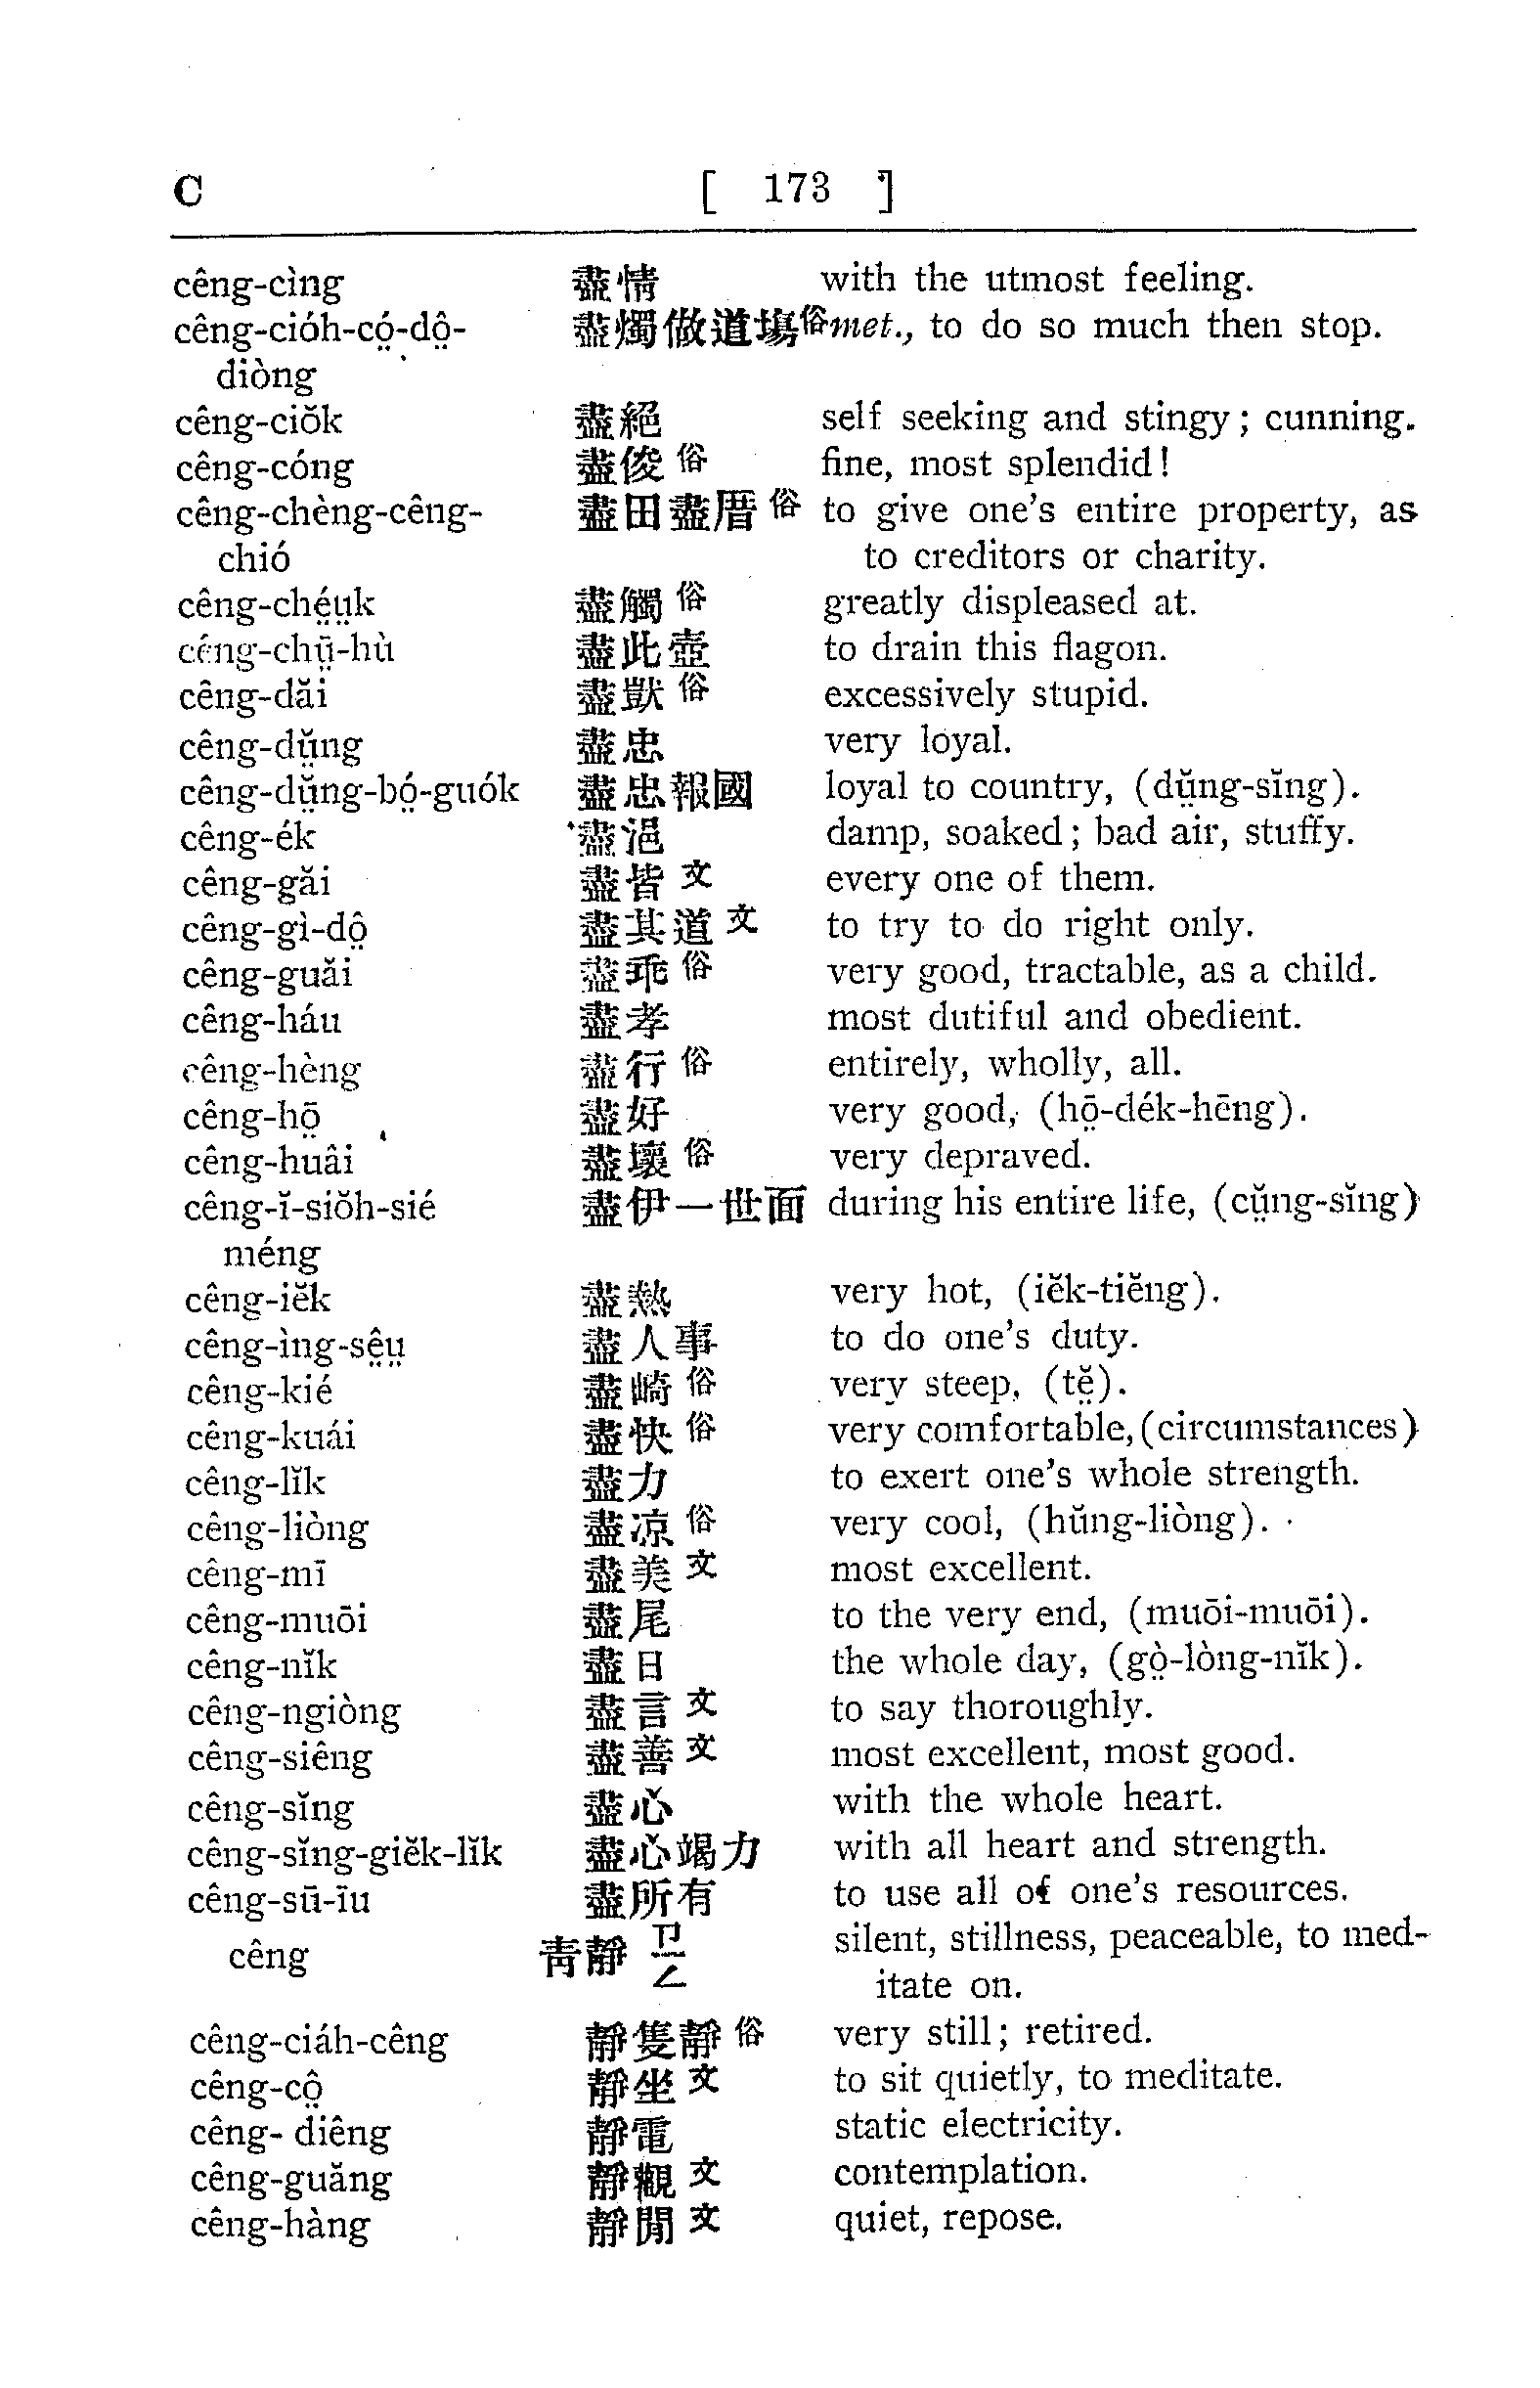 C [ 173 ]
cêng-cìng 盡情 with the utmost feeling.
cêng-cióh-có̤-dô̤- 盡燭做道塲俗 met., to do so much then stop.
diòng
cêng-ciŏk 盡絕 self seeking and stingy; cunning.
cêng-cóng 盡俊俗 fine, most splendid!
cêng-chèng-cêng- 盡田盡厝俗 to give one's entire property, as
chió to creditors or charity.
cêng-ché̤ṳk 盡觸俗 greatly displeased at.
cêng-chṳ̄-hù 盡此壺 to drain this flagon.
cêng-dăi 盡獃俗 excessively stupid.
cêng-dṳ̆ng 盡忠 very loyal.
cêng-dṳ̆ng-bó̤-guók 盡忠報國 loyal to country, (dṳ̆ng-sĭng).
cêng-ék 盡浥 damp, soaked; bad air, stuffy.
cêng-găi 盡皆文 every one of them.
cêng-gì-dô̤ 盡其道文 to try to do right only.
cêng-guăi 盡乖俗 very good, tractable, as a child.
cêng-háu 盡孝 most dutiful and obedient.
cêng-hèng 盡行俗 entirely, wholly, all.
cêng-hō̤ 盡好 very good, (hō̤-dék-hēng).
cêng-huâi 盡壞俗 very depraved.
cêng-ĭ-siŏh-sié 盡伊一世面 during his entire life, (cṳ̆ng-sĭng)
méng
cêng-iĕk 盡熱 very hot, (iĕk-tiĕng).
cêng-ìng-sê̤ṳ 盡人事 to do one's duty.
cêng-kié 盡崎俗 very steep, (tĕ̤).
cêng-kuái 盡快俗 very comfortable, (circumstances)
cêng-lĭk 盡力 to exert one's whole strength.
cêng-liòng 盡凉俗 very cool, (hŭng-liòng).
cêng-mī 盡美文 most excellent.
cêng-muōi 盡尾 to the very end, (muōi-muōi).
cêng-nĭk 盡日 the whole day, (gò̤-lòng-nĭk).
cêng-ngiòng 盡言文 to say thoroughly.
cêng-siêng 盡善文 most excellent, most good.
cêng-sĭng 盡心 with the whole heart.
cêng-sĭng-giĕk-lĭk 盡心竭力 with all heart and strength.
cêng-sū-īu 盡所有 to use all of one's resources.
cêng 靑靜 silent, stillness, peaceable, to med-
itate on.
cêng-ciáh-cêng 靜隻靜俗 very still; retired.
cêng-cô̤ 靜坐文 to sit quietly, to meditate.
cêng- diêng 靜電 static electricity.
cêng-guăng 靜觀文 contemplation.
cêng-hàng 靜閒文 quiet, repose.